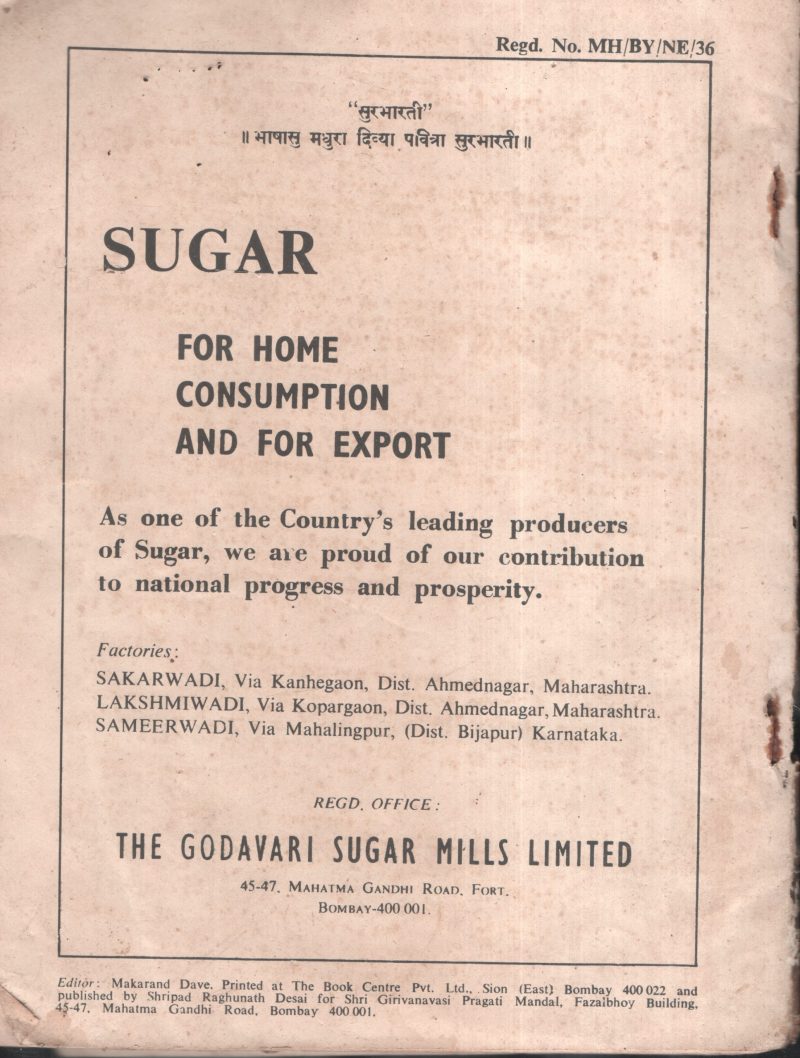 Regd. No. MH/BY/NE/36
“सुरभारती”
॥ भाषासु मधुरा दिव्या पवित्रा सुरभारती ॥
SUGAR
FOR HOME
CONSUMPTION
AND FOR EXPORT
As one of the Country's leading producers
of Sugar, we are proud of our contribution
to national progress and prosperity.
Factories:
SAKARWADI, Via Kanhegaon, Dist. Ahmednagar, Maharashtra.
LAKSHMIWADI, Via Kopargaon, Dist. Ahmednagar, Maharashtra.
SAMEERWADI, Via Mahalingpur, (Dist. Bijapur) Karnataka.
REGD. OFFICE :
THE GODAVARI SUGAR MILLS LIMITED
45-47, MAHATMA GANDHI ROAD, FORT.
BOMBAY-400 001.
Editor: Makarand Dave. Printed at The Book Centre Pvt. Ltd., Sion (East) Bombay 400 022 and
published by Shripad Raghunath Desai for Shri Girivanavasi Pragati Mandal, Fazalbhoy Building,
45-47, Mahatma Gandhi Road, Bombay 400 001.